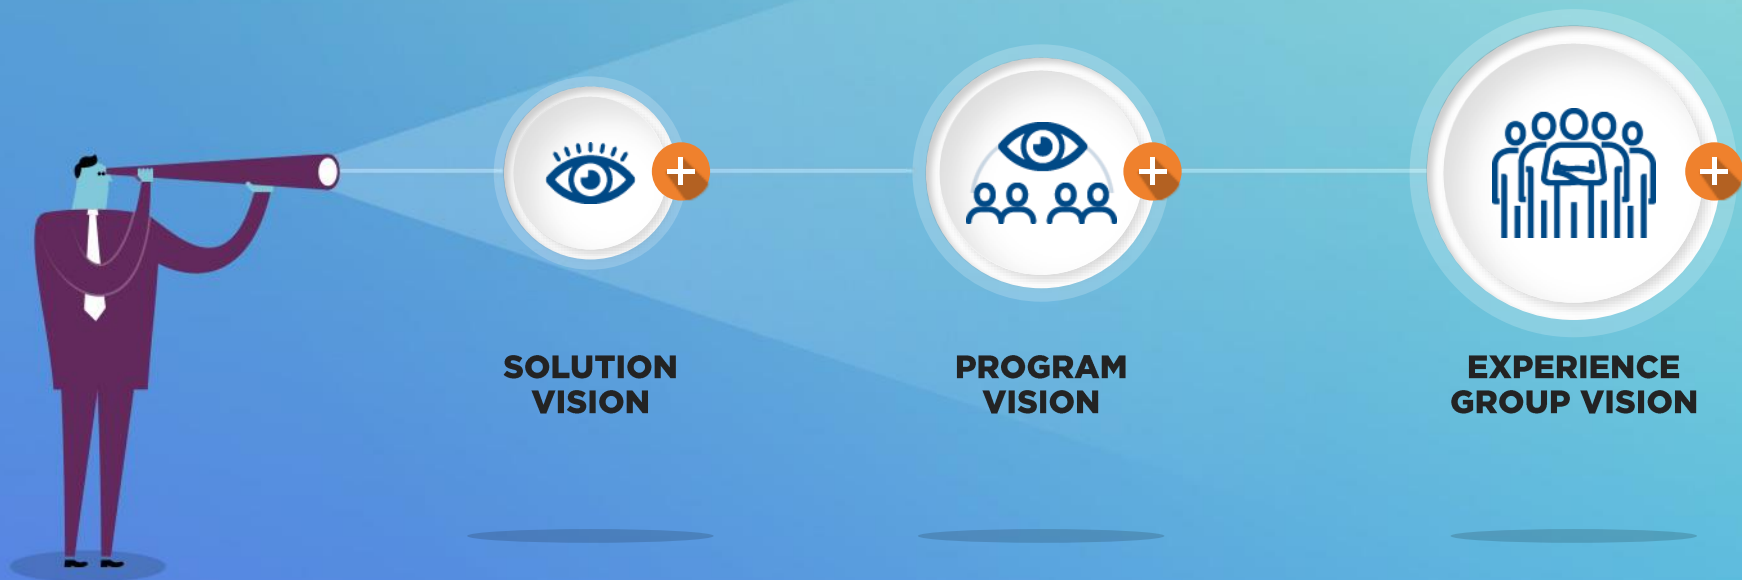 SOLUTION
VISION
PROGRAM
VISION
EXPERIENCE
GROUP VISION